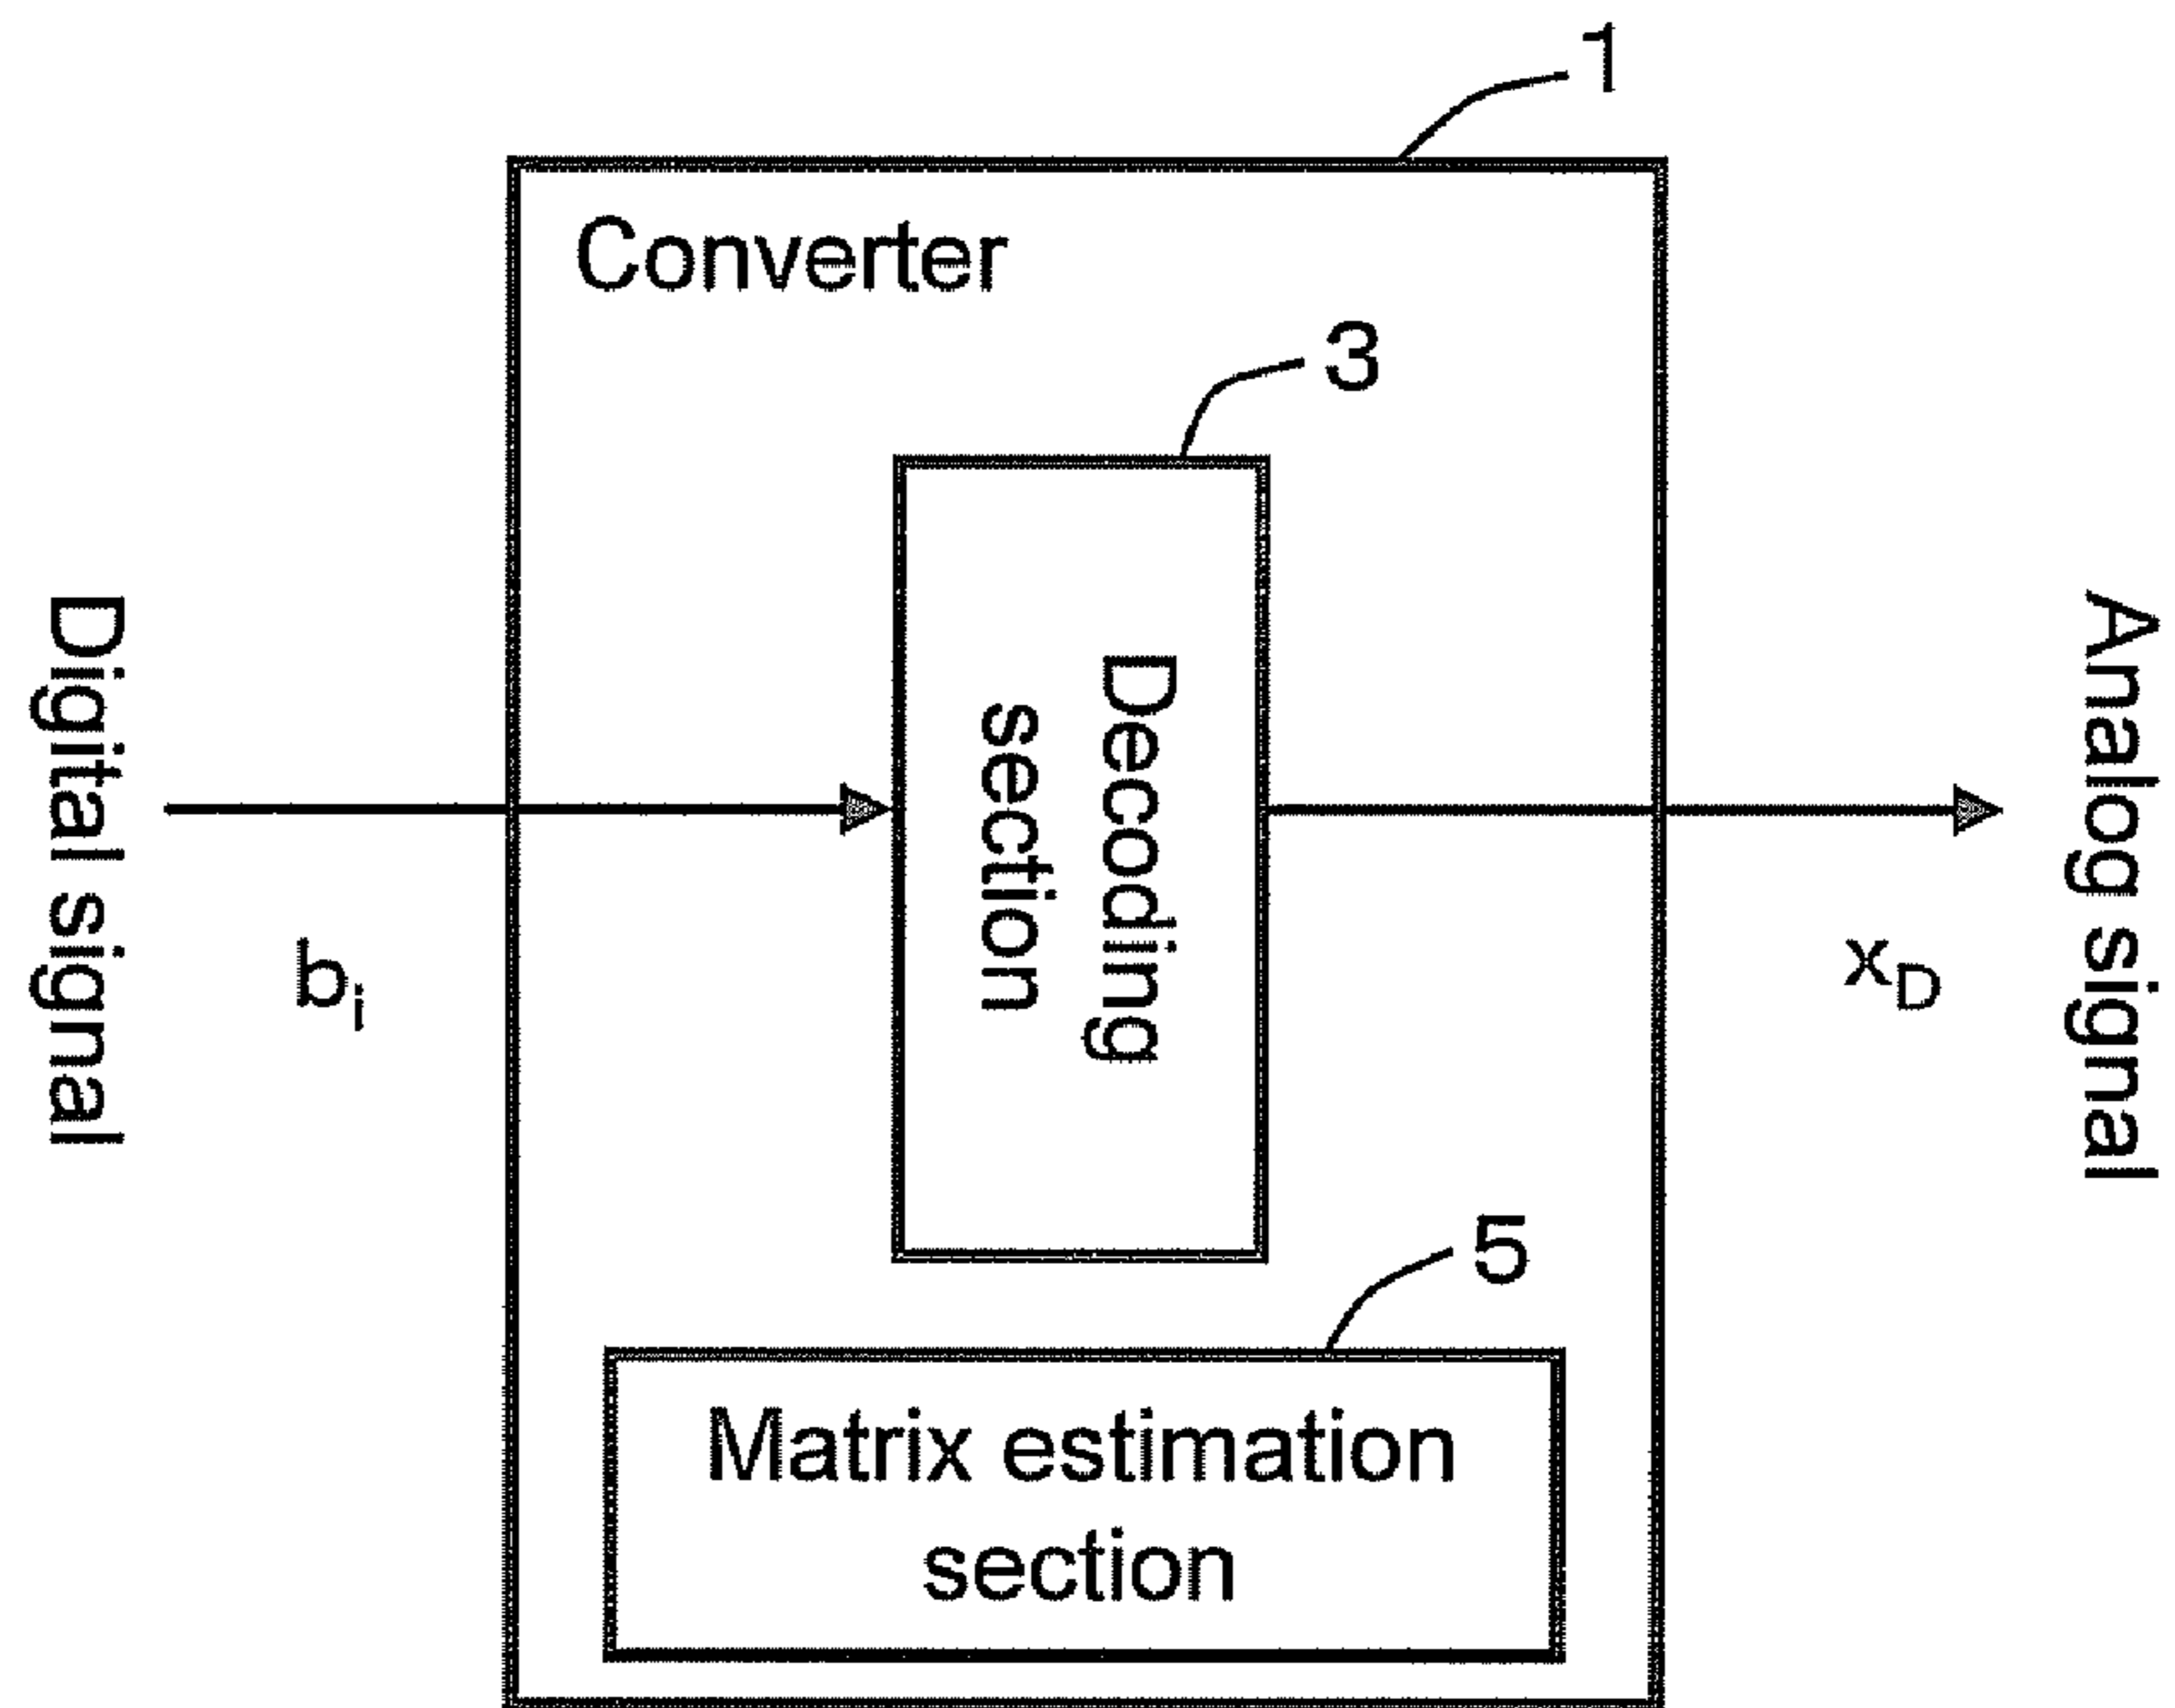 1
Converter
3
Digital signal
b_i
Decoding
section
x_D
Analog signal
5
Matrix estimation
section